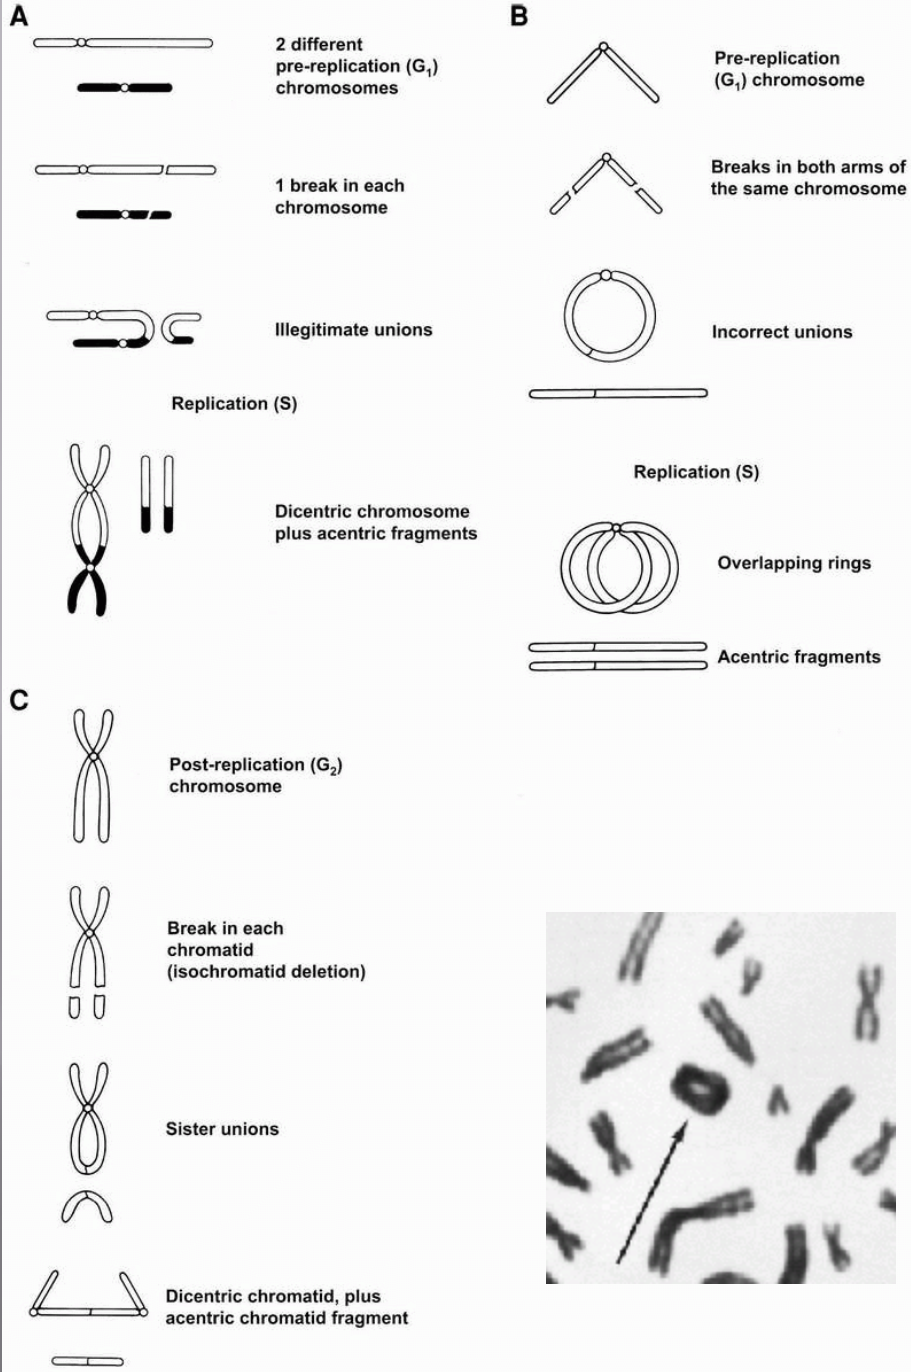 A
2 different
pre-replication (G₁)
chromosomes
1 break in each
chromosome
Illegitimate unions
Replication (S)
Dicentric chromosome
plus acentric fragments
B
Pre-replication
(G₁) chromosome
Breaks in both arms of
the same chromosome
Incorrect unions
Replication (S)
Overlapping rings
Acentric fragments
C
Post-replication (G₂)
chromosome
Break in each
chromatid
(isochromatid deletion)
Sister unions
Dicentric chromatid, plus
acentric chromatid fragment